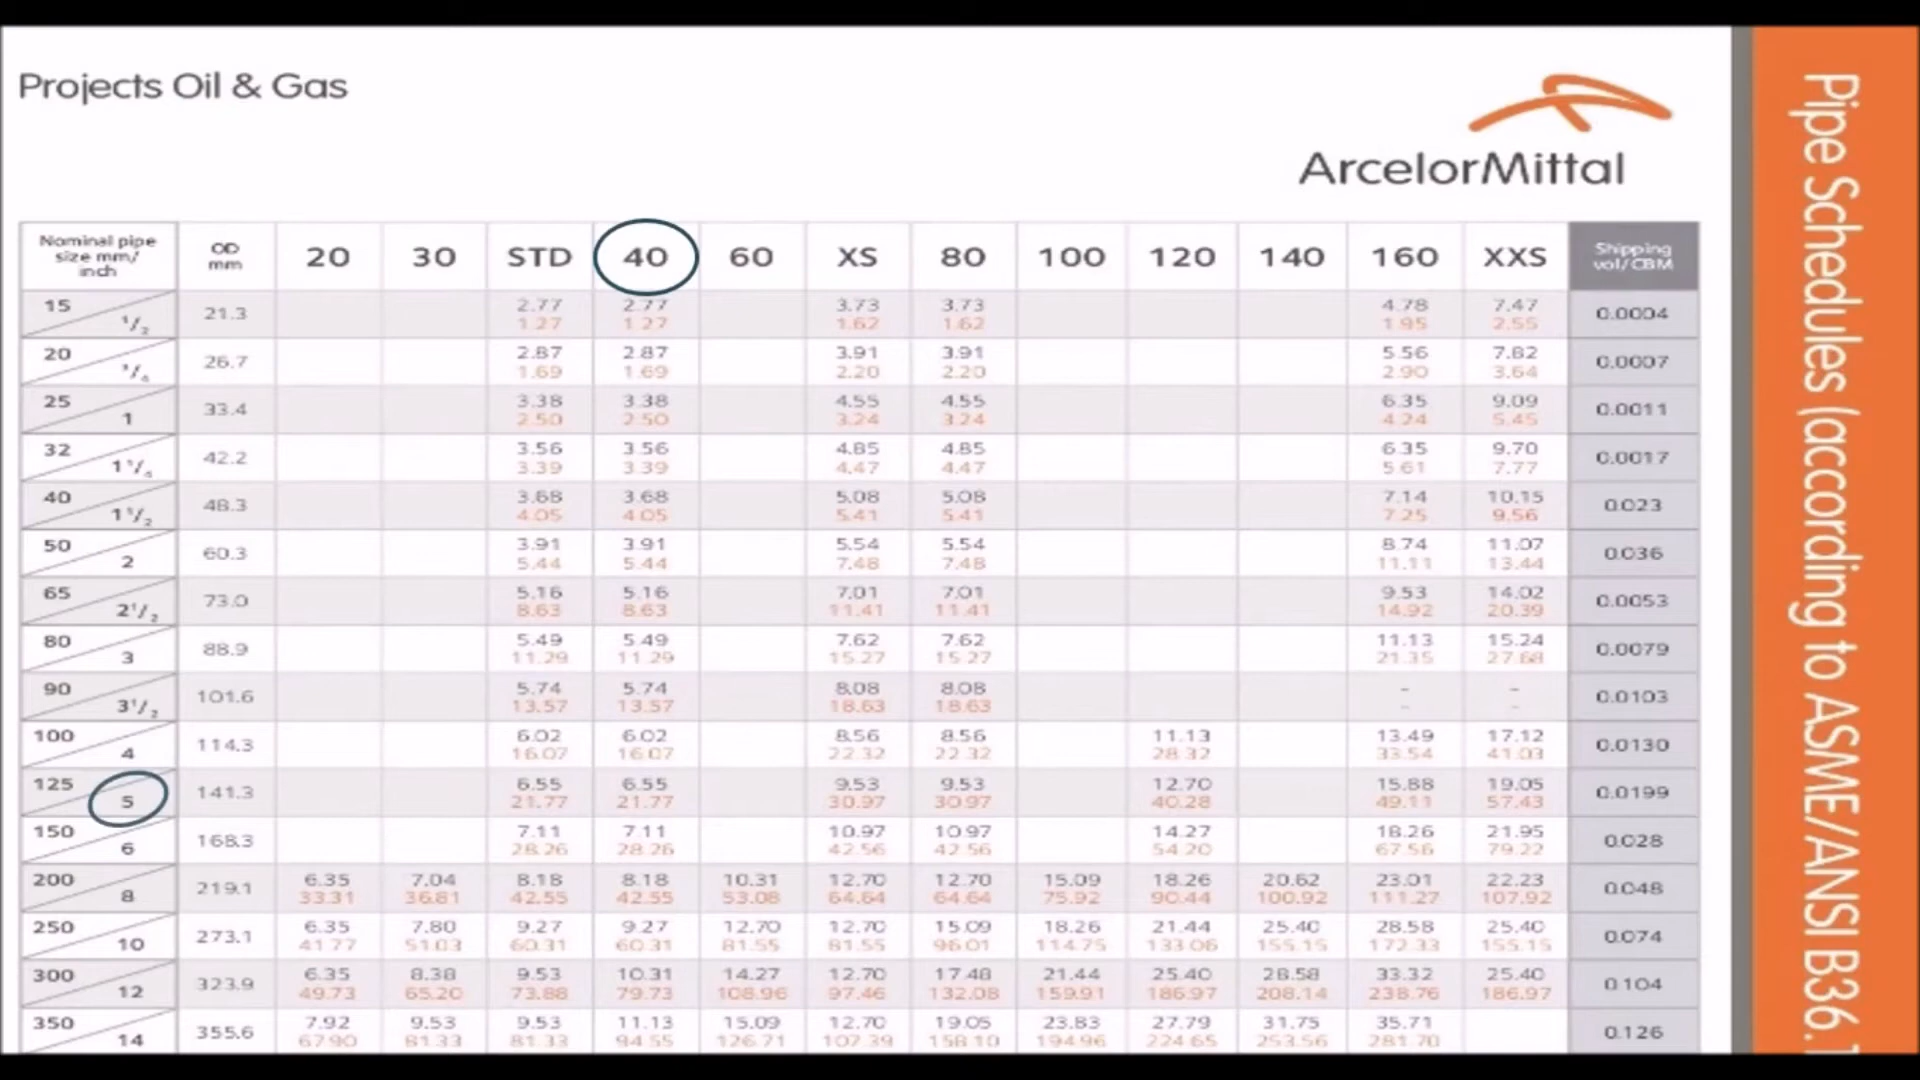 Projects Oil & Gas
ArcelorMittal
Pipe Schedules (according to ASME/ANSI B36.1
Nominal pipe size mm/ inch OD mm 20 30 STD 40 60 XS 80 100 120 140 160 XXS Shipping vol/CBM
15 1/2 21.3 2.77 2.77 3.73 3.73 4.78 7.47 0.0004
1.27 1.27 1.62 1.62 1.95 2.55
20 26.7 2.87 2.87 3.91 3.91 5.56 7.82 0.0007
1.69 1.69 2.20 2.20 2.90 3.64
25 1 33.4 3.38 3.38 4.55 4.55 6.35 9.09 0.0011
2.50 2.50 3.24 3.24 4.24 5.45
32 42.2 3.56 3.56 4.85 4.85 6.35 9.70 0.0017
3.39 3.39 4.47 4.47 5.61 7.77
40 1 1/2 48.3 3.68 3.68 5.08 5.08 7.14 10.15 0.023
4.05 4.05 5.41 5.41 7.25 9.56
50 2 60.3 3.91 3.91 5.54 5.54 8.74 11.07 0.036
5.44 5.44 7.48 7.48 11.11 13.44
65 2 1/2 73.0 5.16 5.16 7.01 7.01 9.53 14.02 0.0053
8.63 8.63 11.41 11.41 14.92 20.39
80 3 88.9 5.49 5.49 7.62 7.62 11.13 15.24 0.0079
11.29 11.29 15.27 15.27 21.35 27.68
90 3 1/2 101.6 5.74 5.74 8.08 8.08 - - 0.0103
13.57 13.57 18.63 18.63 - -
100 4 114.3 6.02 6.02 8.56 8.56 11.13 13.49 17.12 0.0130
16.07 16.07 22.32 22.32 28.32 33.54 41.03
125 5 141.3 6.55 6.55 9.53 9.53 12.70 15.88 19.05 0.0199
21.77 21.77 30.97 30.97 40.28 49.11 57.43
150 6 168.3 7.11 7.11 10.97 10.97 14.27 18.26 21.95 0.028
28.26 28.26 42.56 42.56 54.20 67.56 79.22
200 8 219.1 6.35 7.04 8.18 8.18 10.31 12.70 12.70 15.09 18.26 20.62 23.01 22.23 0.048
33.31 36.81 42.55 42.55 53.08 64.64 64.64 75.92 90.44 100.92 111.27 107.92
250 10 273.1 6.35 7.80 9.27 9.27 12.70 12.70 15.09 18.26 21.44 25.40 28.58 25.40 0.074
41.77 51.03 60.31 60.31 81.55 81.55 96.01 114.75 133.06 155.15 172.33 155.15
300 12 323.9 6.35 8.38 9.53 10.31 14.27 12.70 17.48 21.44 25.40 28.58 33.32 25.40 0.104
49.73 65.20 73.88 79.73 108.96 97.46 132.08 159.91 186.97 208.14 238.76 186.97
350 14 355.6 7.92 9.53 9.53 11.13 15.09 12.70 19.05 23.83 27.79 31.75 35.71 0.126
67.90 81.33 81.33 94.55 126.71 107.39 158.10 194.96 224.65 253.56 281.70